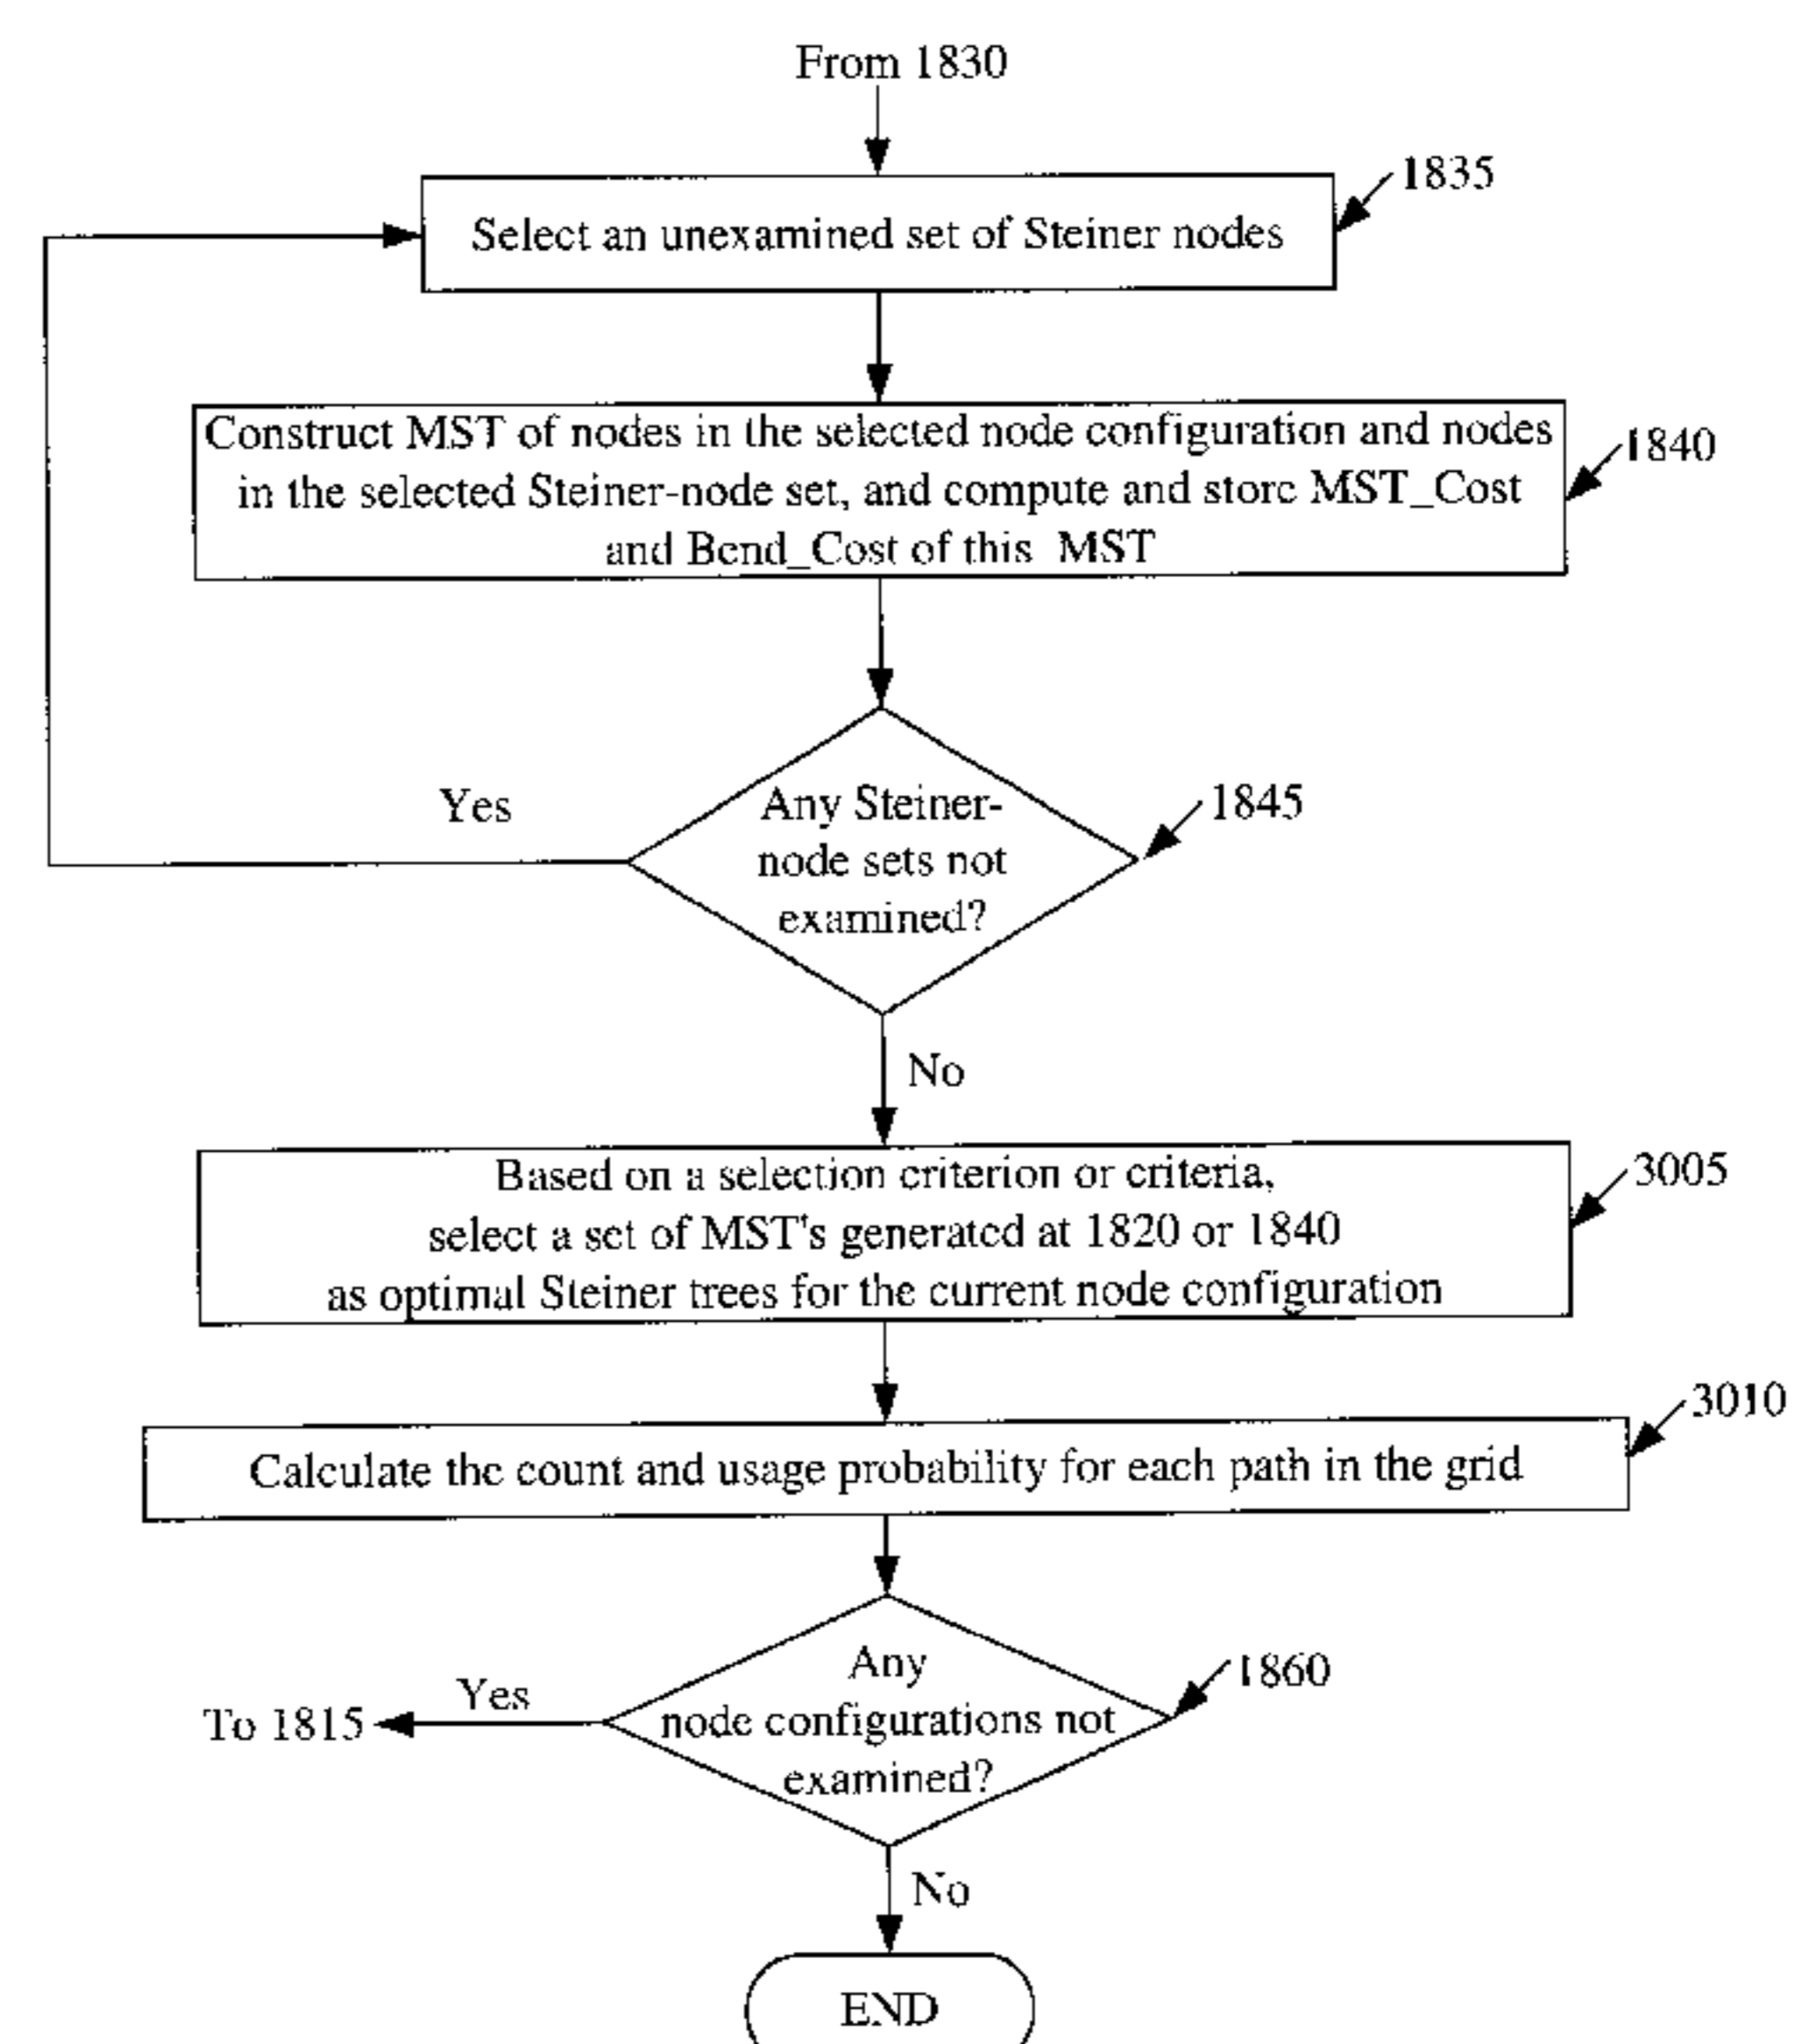 From 1830
1835
Select an unexamined set of Steiner nodes
Construct MST of nodes in the selected node configuration and nodes
in the selected Steiner-node set, and compute and store MST_Cost
and Bend_Cost of this MST
1840
Any Steiner-
node sets not
examined?
1845
Yes
No
Based on a selection criterion or criteria,
select a set of MST's generated at 1820 or 1840
as optimal Steiner trees for the current node configuration
3005
3010
Calculate the count and usage probability for each path in the grid
Any
node configurations not
examined?
1860
Yes
To 1815
No
END